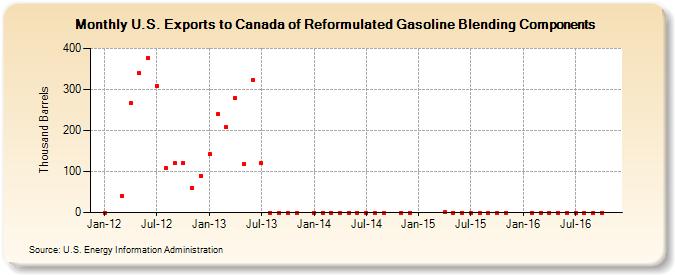 Monthly U.S. Exports to Canada of Reformulated Gasoline Blending Components
Thousand Barrels
400
300
200
100
0
Jan-12 Jul-12 Jan-13 Jul-13 Jan-14 Jul-14 Jan-15 Jul-15 Jan-16 Jul-16
Source: U.S. Energy Information Administration